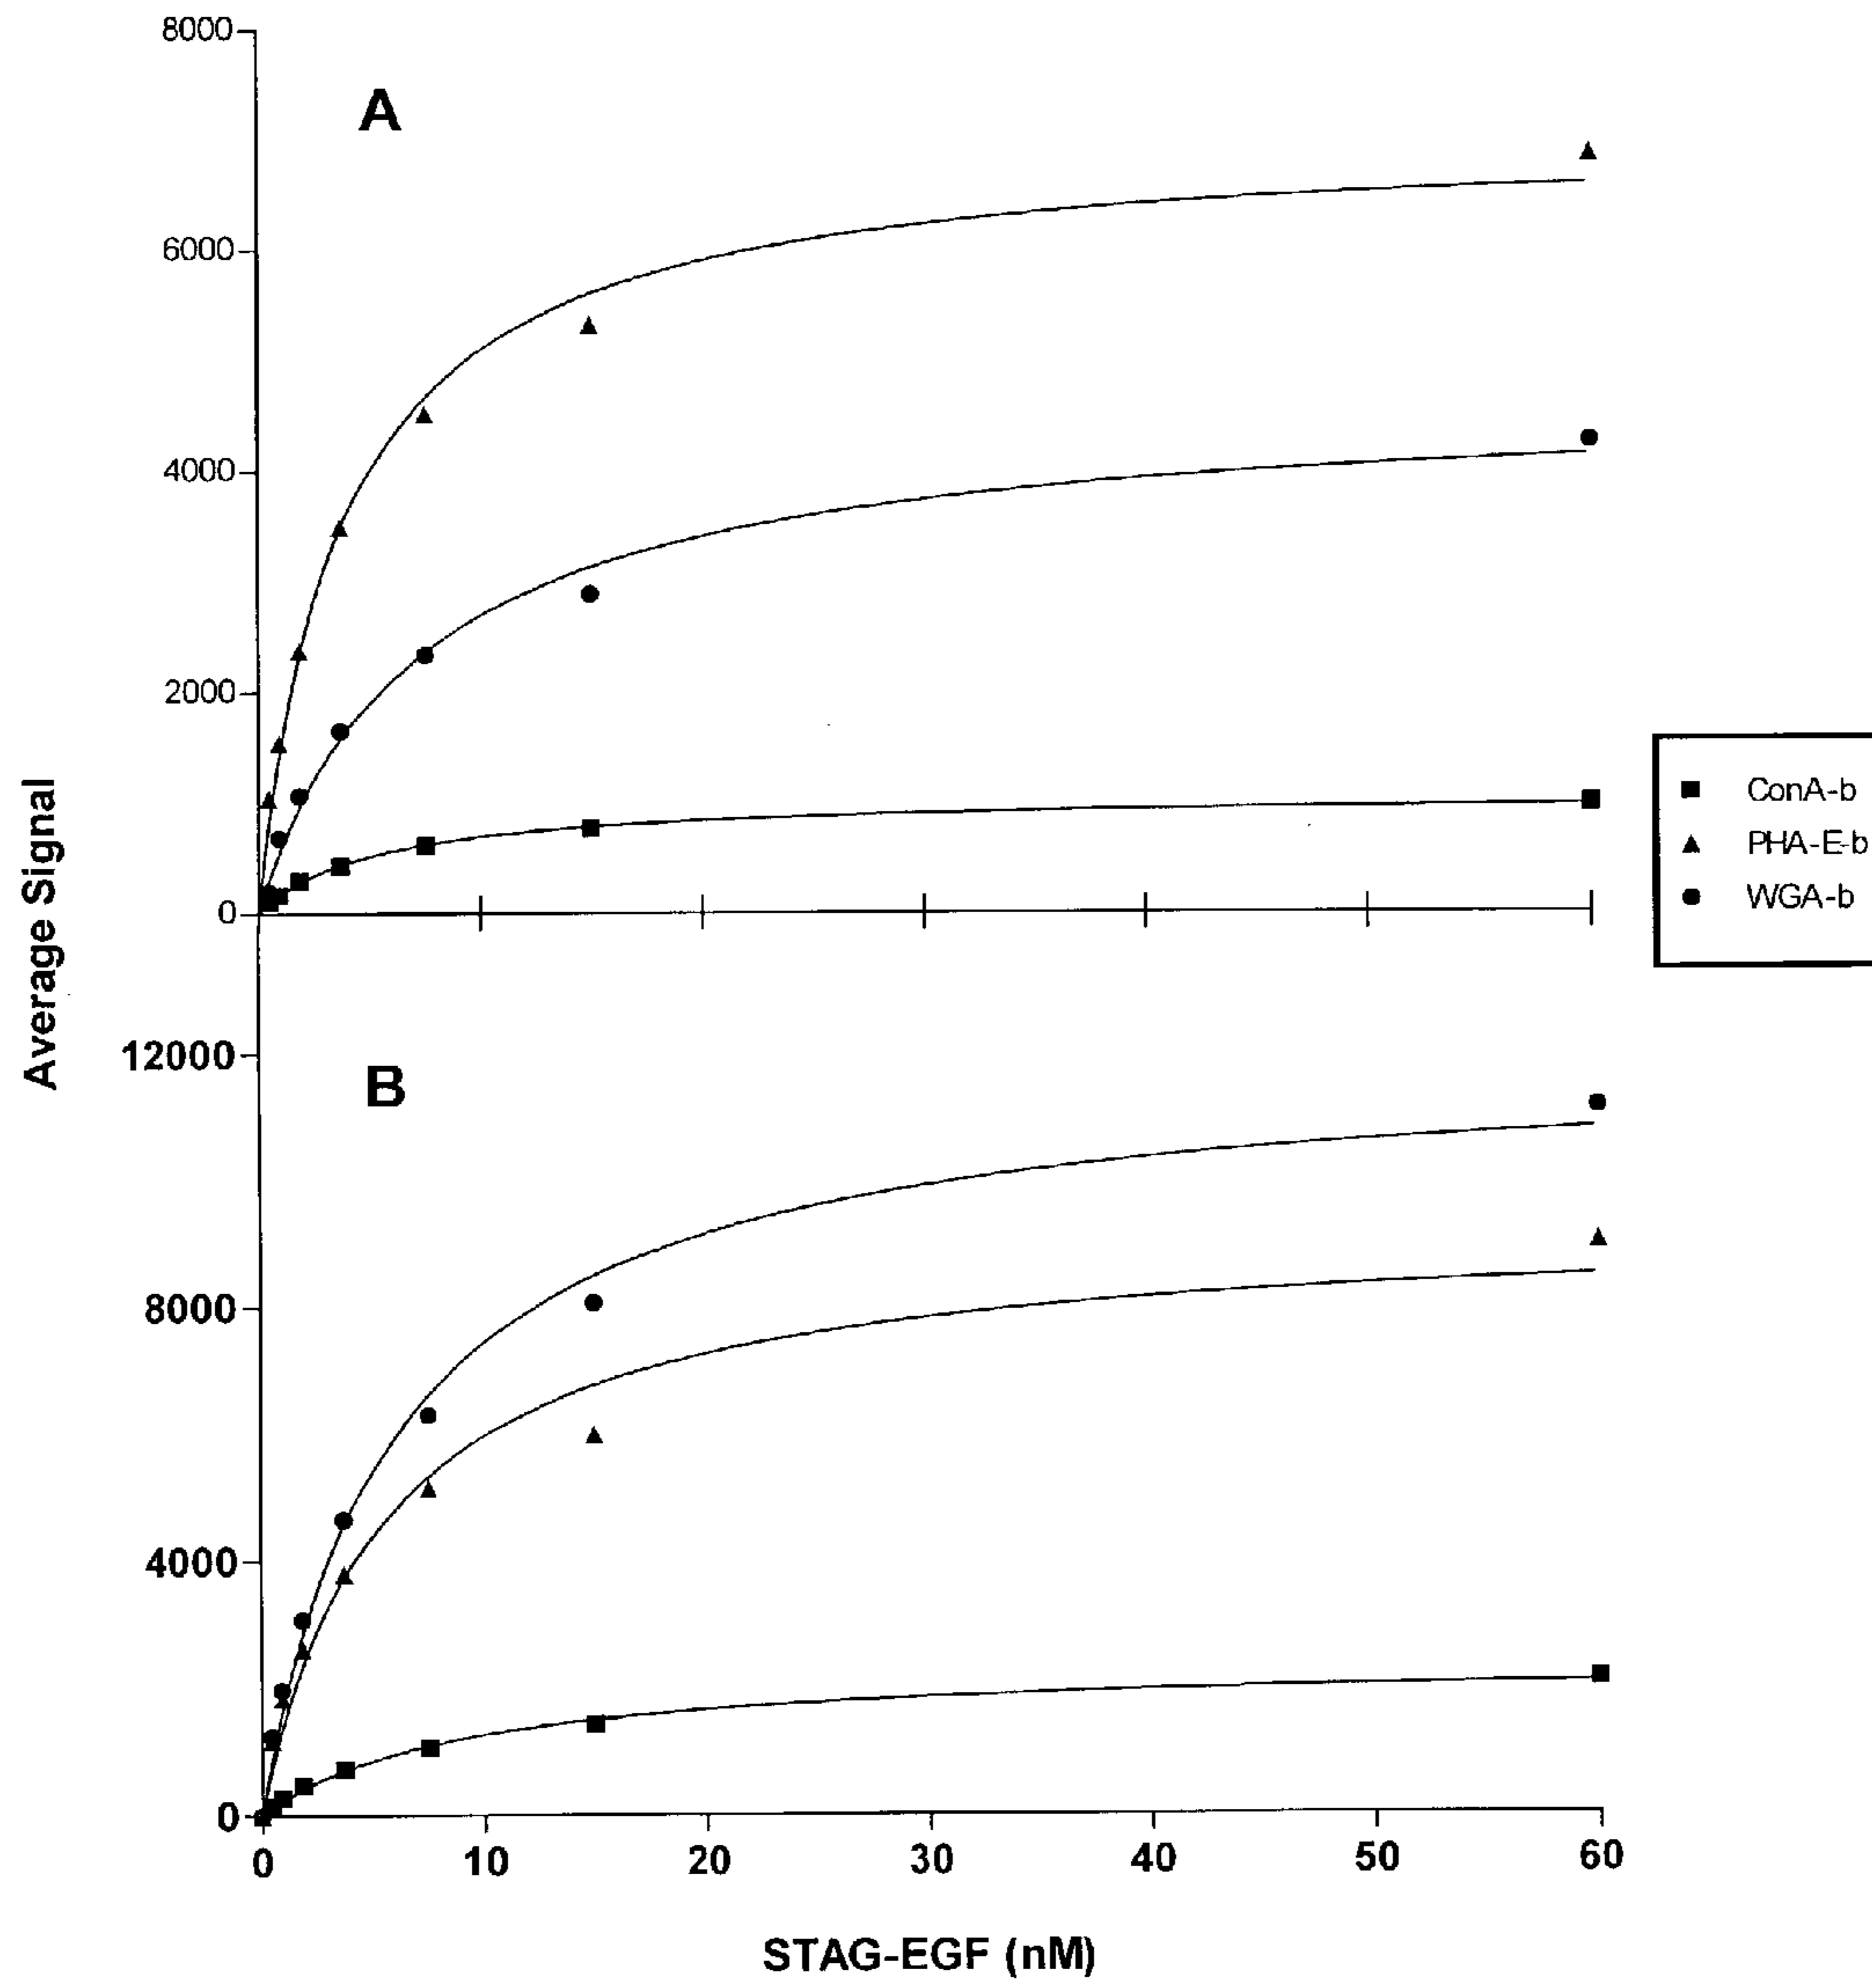 8000
A
6000
4000
2000
0
Average Signal
ConA-b
PHA-E-b
WGA-b
12000
B
8000
4000
0
0 10 20 30 40 50 60
STAG-EGF (nM)